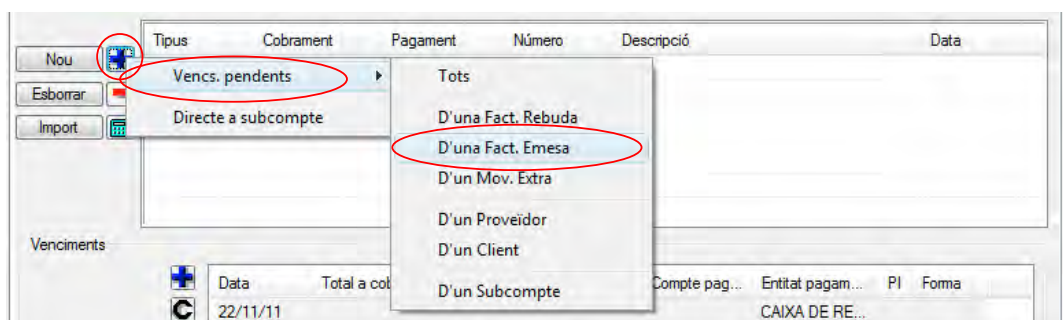 Tipus Cobrament Pagament Número Descripció Data
Nou
Vencs. pendents
Tots
Esborrar
Directe a subcompte
D'una Fact. Rebuda
Import
D'una Fact. Emesa
D'un Mov. Extra
D'un Proveïdor
Venciments
D'un Client
Data Total a cob Compte pag... Entitat pagam... PI Forma
D'un Subcompte
C 22/11/11 CAIXA DE RE...